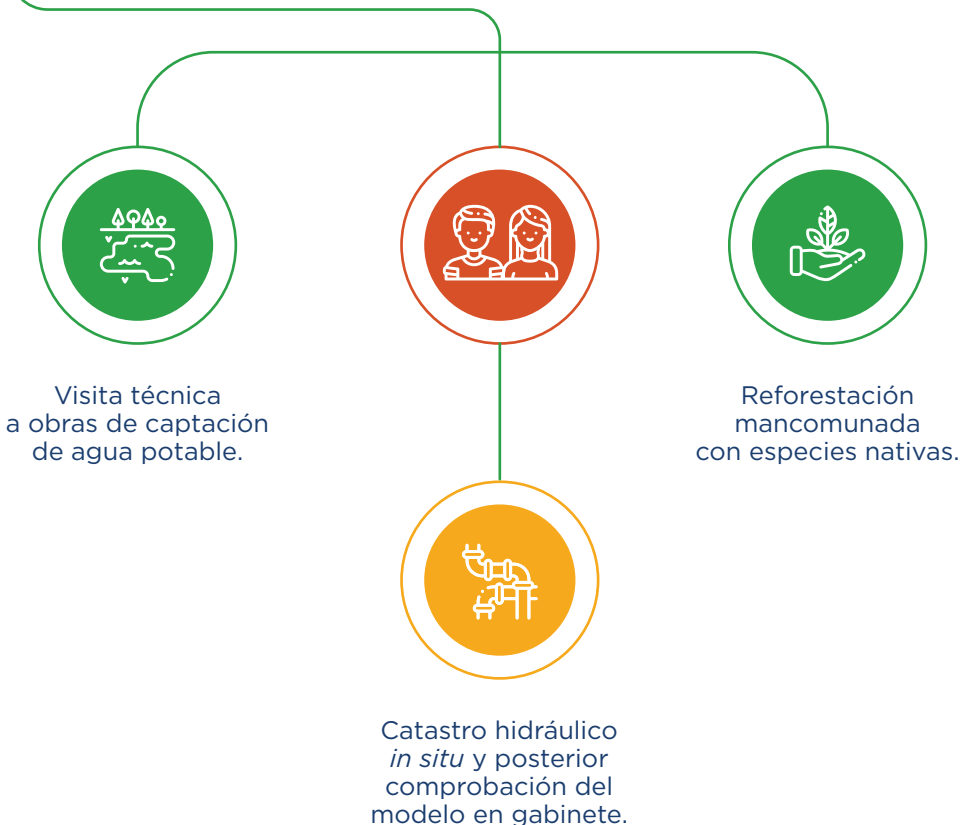 Visita técnica
a obras de captación
de agua potable.
Reforestación
mancomunada
con especies nativas.
Catastro hidráulico
in situ y posterior
comprobación del
modelo en gabinete.